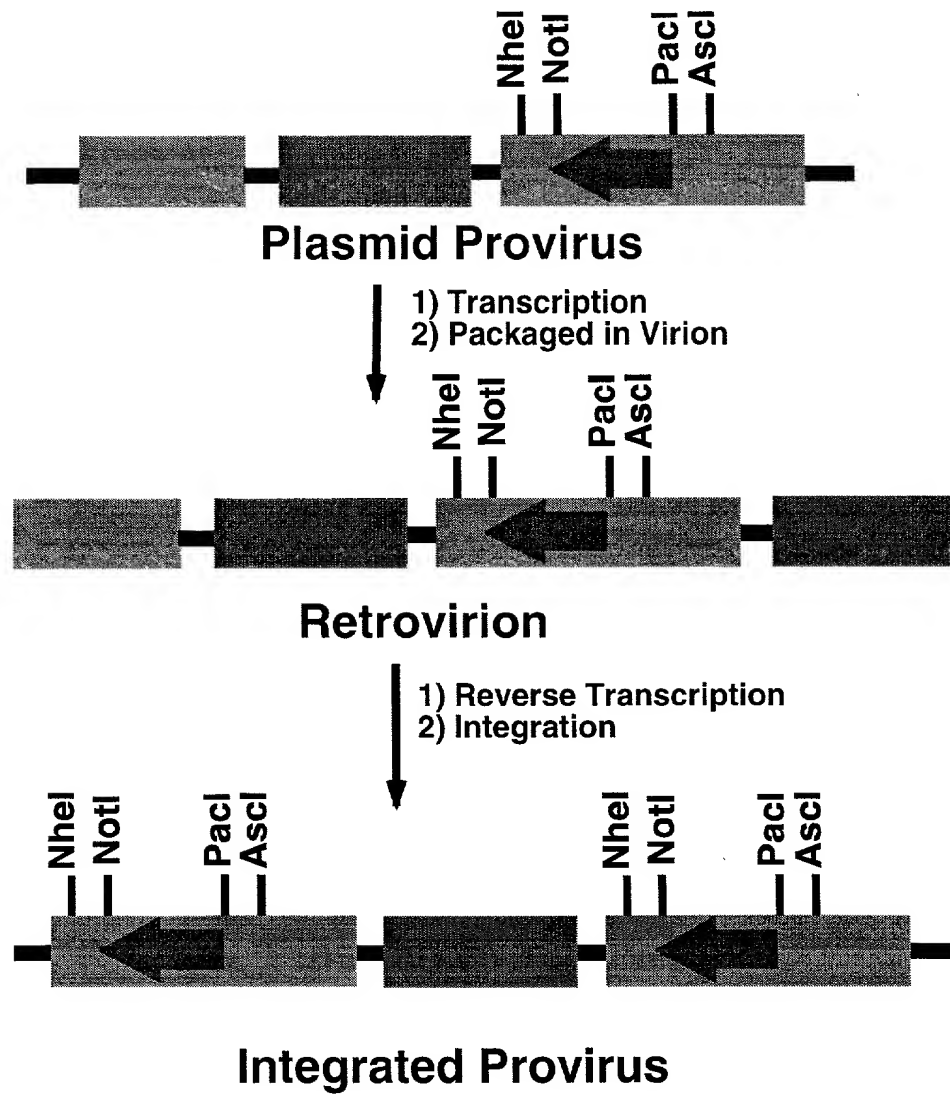 NheI NotI PacI AscI
Plasmid Provirus
1) Transcription
2) Packaged in Virion
NheI NotI PacI AscI
Retrovirion
1) Reverse Transcription
2) Integration
NheI NotI PacI AscI NheI NotI PacI AscI
Integrated Provirus